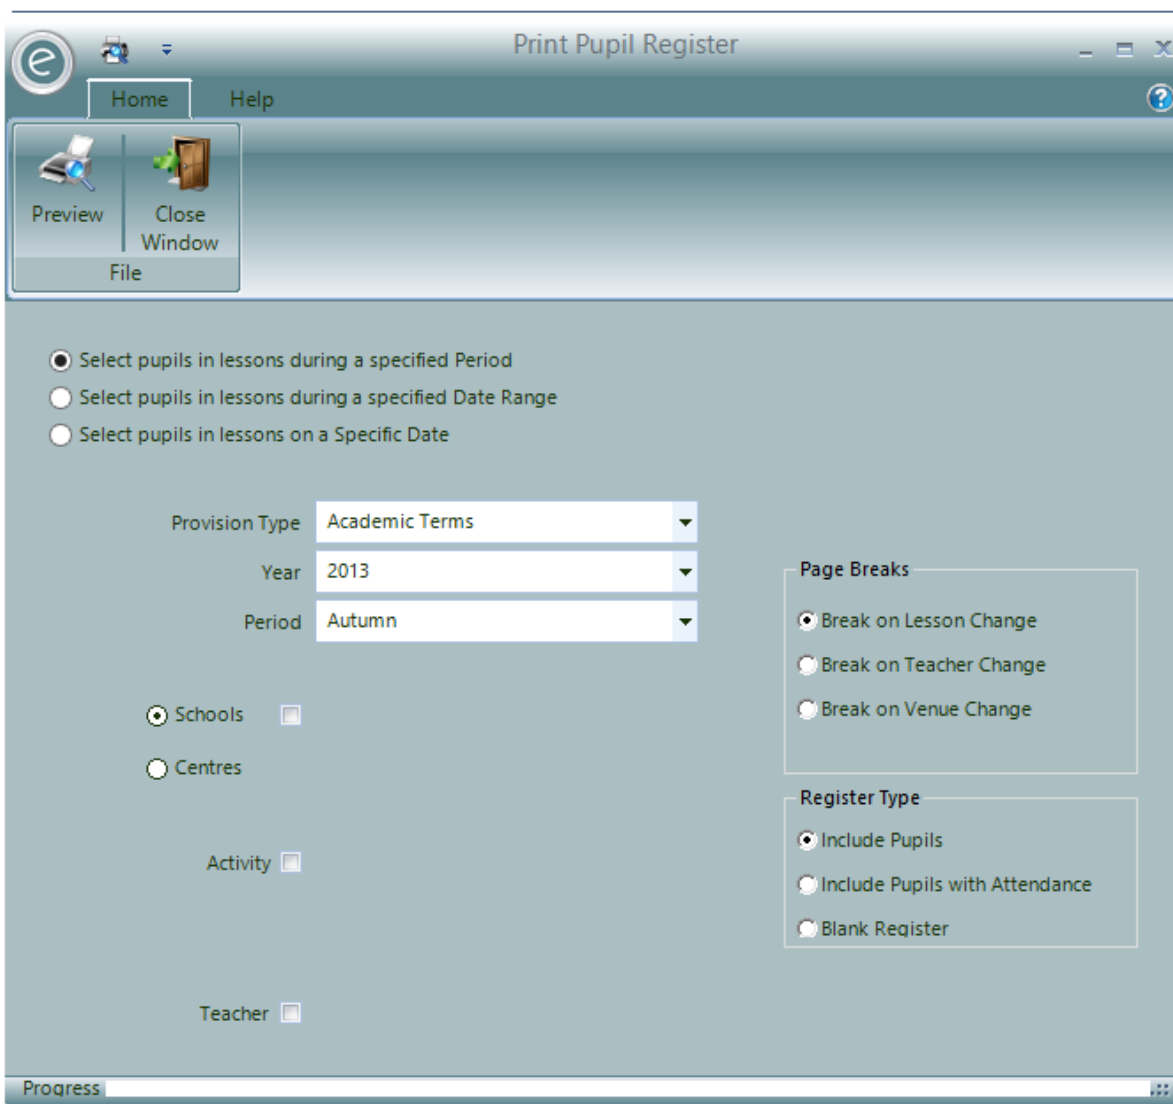 Print Pupil Register
Home Help
Preview
Close
Window
File
Select pupils in lessons during a specified Period
Select pupils in lessons during a specified Date Range
Select pupils in lessons on a Specific Date
Provision Type Academic Terms
Year 2013
Period Autumn
Schools
Centres
Activity
Teacher
Page Breaks
Break on Lesson Change
Break on Teacher Change
Break on Venue Change
Register Type
Include Pupils
Include Pupils with Attendance
Blank Register
Progress